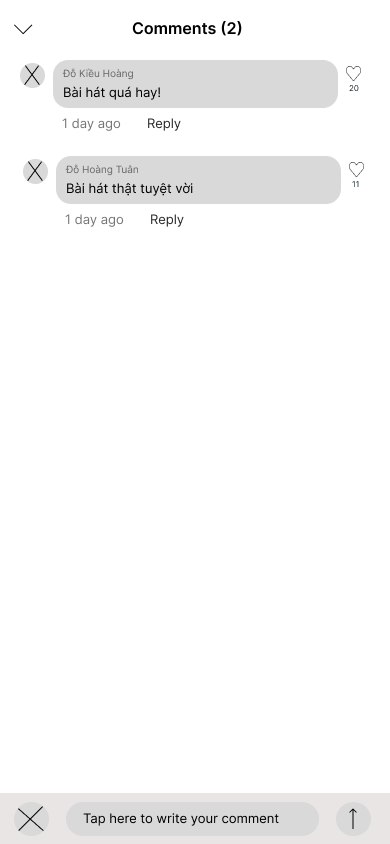 Comments (2)
Đỗ Kiều Hoàng
Bài hát quá hay!
20
1 day ago Reply
Đỗ Hoàng Tuân
Bài hát thật tuyệt vời
11
1 day ago Reply
Tap here to write your comment